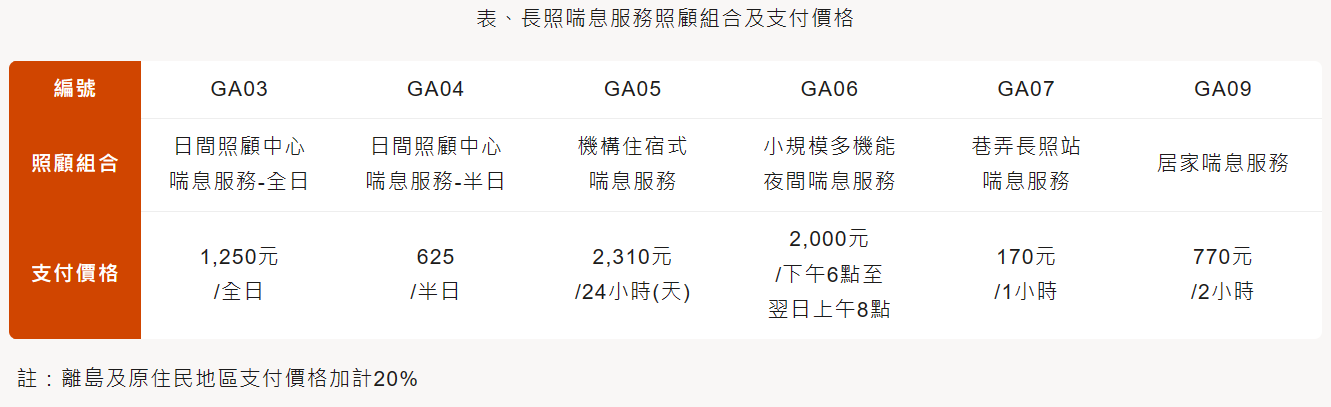 表、長照喘息服務照顧組合及支付價格
編號 GA03 GA04 GA05 GA06 GA07 GA09
照顧組合
日間照顧中心
喘息服務-全日
日間照顧中心
喘息服務-半日
機構住宿式
喘息服務
小規模多機能
夜間喘息服務
巷弄長照站
喘息服務
居家喘息服務
支付價格
1,250元
/全日
625
/半日
2,310元
/24小時(天)
2,000元
/下午6點至
翌日上午8點
170元
/1小時
770元
/2小時
註：離島及原住民地區支付價格加計20%